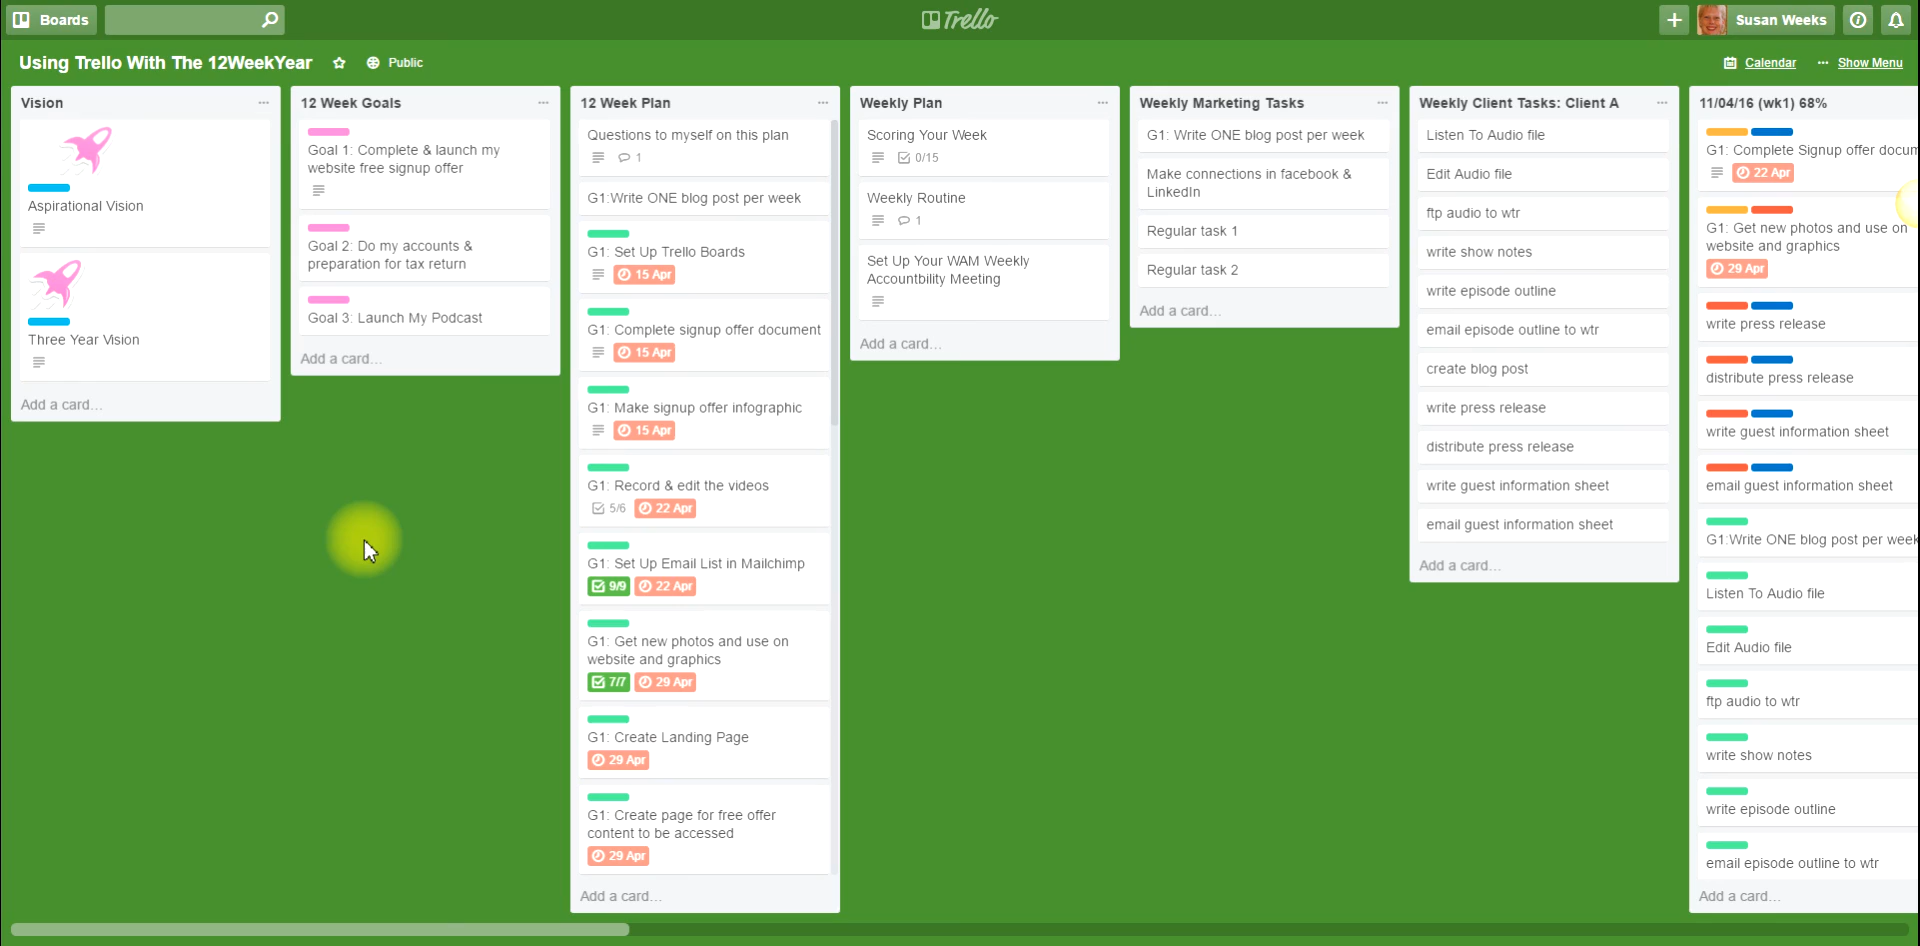 Boards
Trello
Susan Weeks
Using Trello With The 12WeekYear
Public
Calendar
Show Menu
Vision
Aspirational Vision
Three Year Vision
Add a card...
12 Week Goals
Goal 1: Complete & launch my
website free signup offer
Goal 2: Do my accounts &
preparation for tax return
Goal 3: Launch My Podcast
Add a card...
12 Week Plan
Questions to myself on this plan
1
G1:Write ONE blog post per week
G1: Set Up Trello Boards
15 Apr
G1: Complete signup offer document
15 Apr
G1: Make signup offer infographic
15 Apr
G1: Record & edit the videos
5/6 22 Apr
G1: Set Up Email List in Mailchimp
9/9 22 Apr
G1: Get new photos and use on
website and graphics
7/7 29 Apr
G1: Create Landing Page
29 Apr
G1: Create page for free offer
content to be accessed
29 Apr
Add a card...
Weekly Plan
Scoring Your Week
0/15
Weekly Routine
1
Set Up Your WAM Weekly
Accountbility Meeting
Add a card...
Weekly Marketing Tasks
G1: Write ONE blog post per week
Make connections in facebook &
LinkedIn
Regular task 1
Regular task 2
Add a card...
Weekly Client Tasks: Client A
Listen To Audio file
Edit Audio file
ftp audio to wtr
write show notes
write episode outline
email episode outline to wtr
create blog post
write press release
distribute press release
write guest information sheet
email guest information sheet
Add a card...
11/04/16 (wk1) 68%
G1: Complete Signup offer docum
22 Apr
G1: Get new photos and use on
website and graphics
29 Apr
write press release
distribute press release
write guest information sheet
email guest information sheet
G1:Write ONE blog post per week
Listen To Audio file
Edit Audio file
ftp audio to wtr
write show notes
write episode outline
email episode outline to wtr
Add a card...